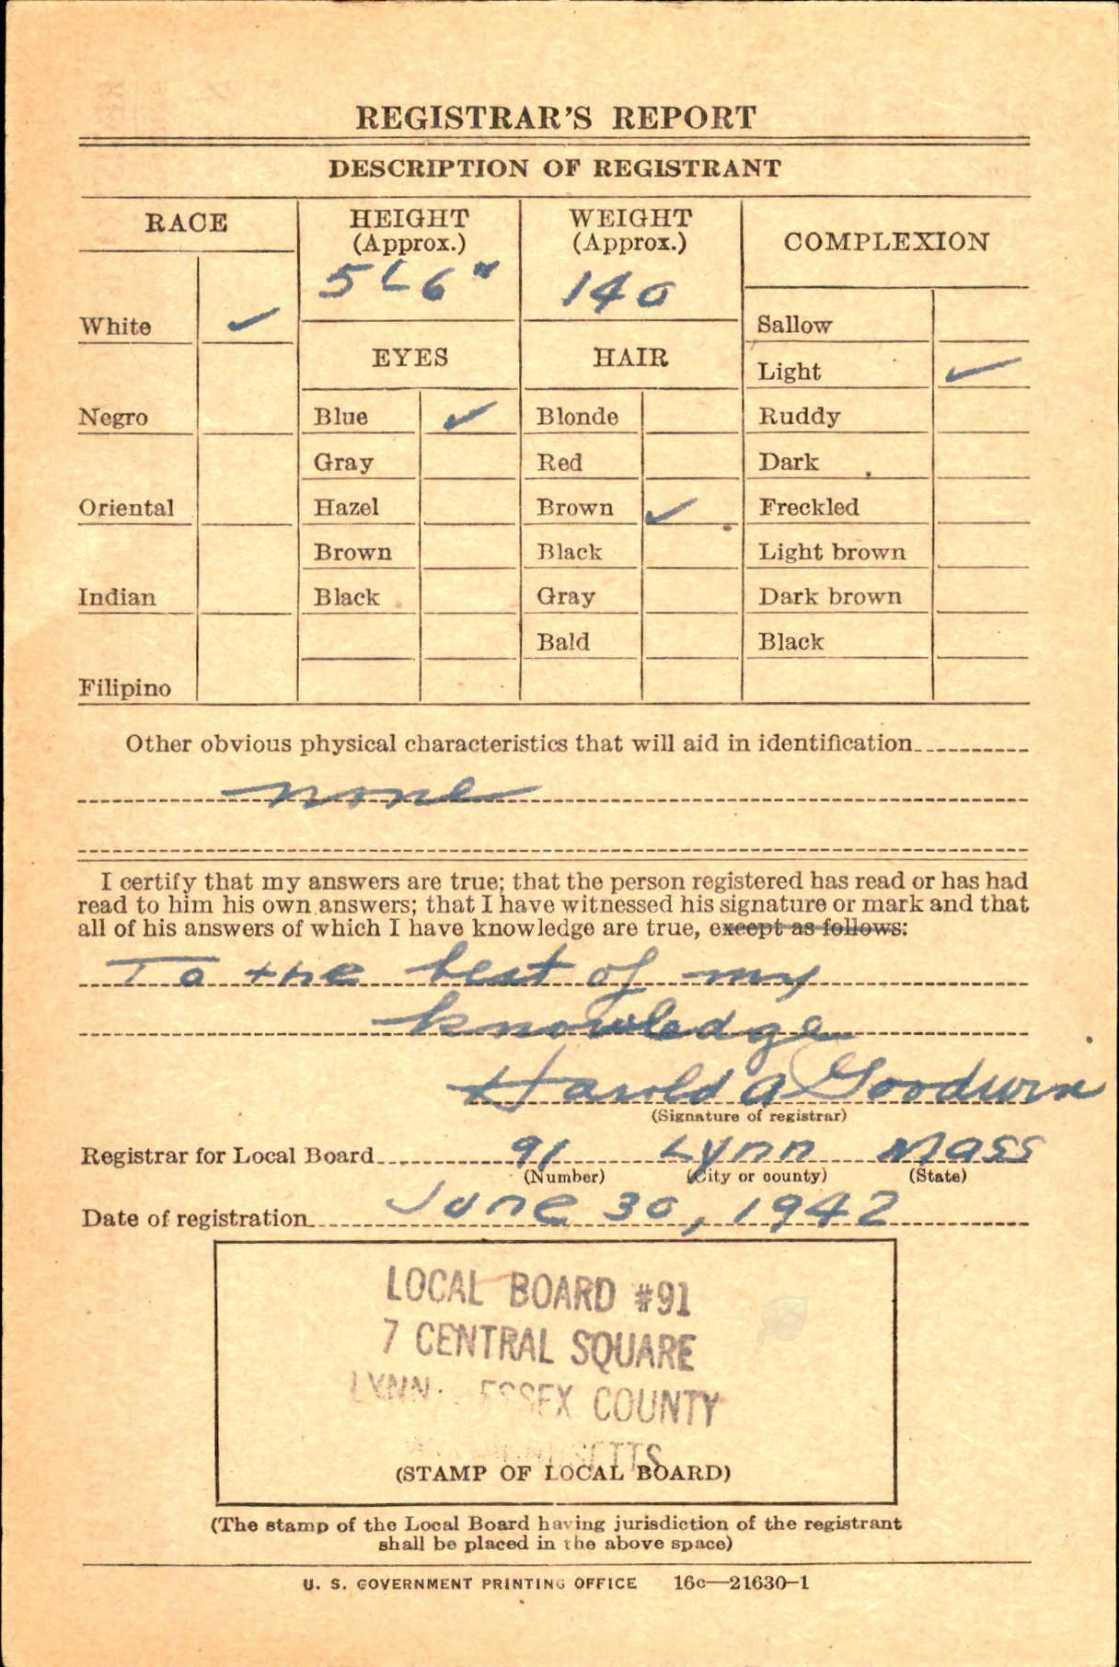 REGISTRAR'S REPORT
DESCRIPTION OF REGISTRANT
RACE
HEIGHT
(Approx.)
5 6"
WEIGHT
(Approx.)
140
COMPLEXION
White ✓
Negro
Oriental
Indian
Filipino
EYES
Blue ✓
Gray
Hazel
Brown
Black
HAIR
Blonde
Red
Brown ✓
Black
Gray
Bald
Sallow
Light ✓
Ruddy
Dark
Freckled
Light brown
Dark brown
Black
Other obvious physical characteristics that will aid in identification
none
I certify that my answers are true; that the person registered has read or has had
read to him his own answers; that I have witnessed his signature or mark and that
all of his answers of which I have knowledge are true, except as follows:
To the best of my
knowledge
Harold A Goodwin
(Signature of registrar)
Registrar for Local Board 91 Lynn Mass
(Number) (City or county) (State)
Date of registration June 30, 1942
LOCAL BOARD #91
7 CENTRAL SQUARE
LYNN. ESSEX COUNTY
(STAMP OF LOCAL BOARD)
(The stamp of the Local Board having jurisdiction of the registrant
shall be placed in the above space)
U. S. GOVERNMENT PRINTING OFFICE 16c—21630-1